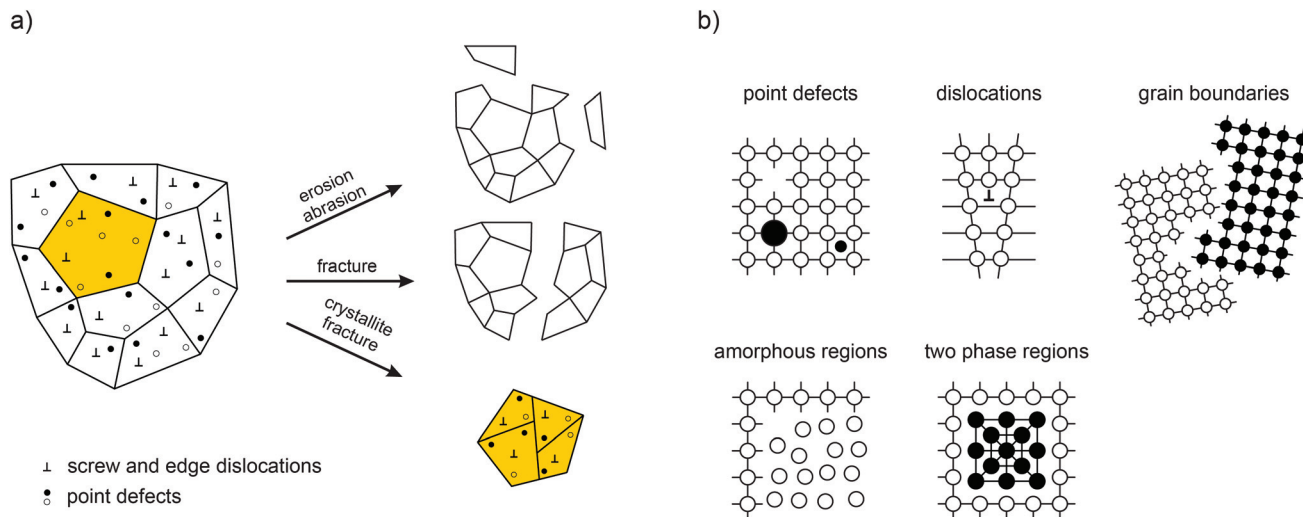 a)
erosion
abrasion
fracture
crystallite
fracture
screw and edge dislocations
point defects
b)
point defects
dislocations
grain boundaries
amorphous regions
two phase regions